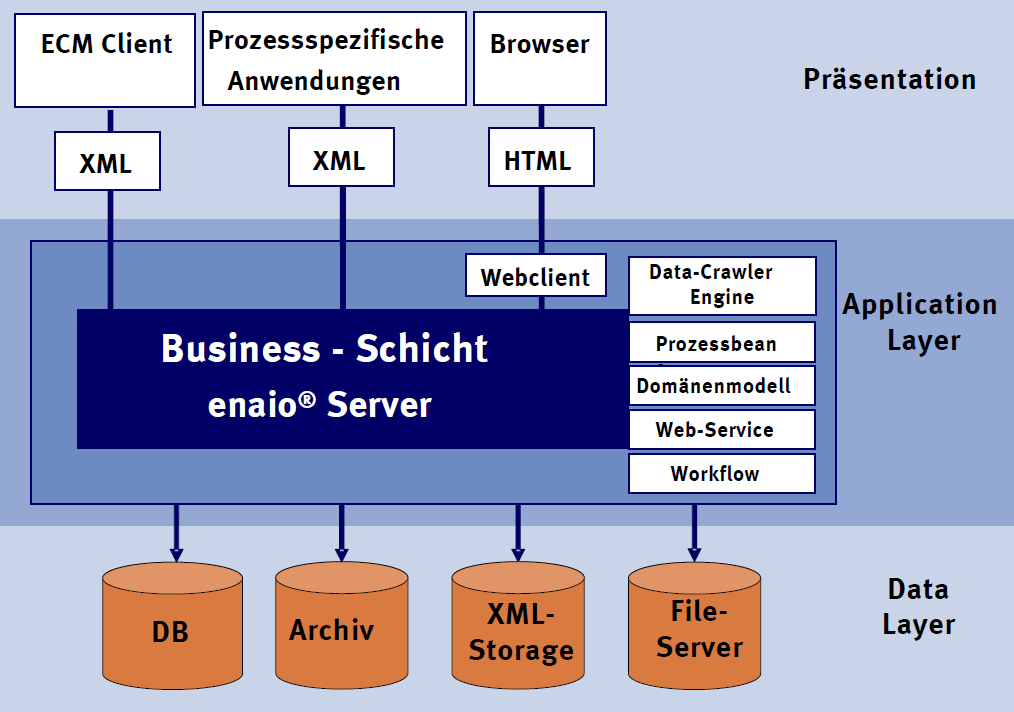 ECM Client
Prozessspezifische
Anwendungen
Browser
Präsentation
XML
XML
HTML
Webclient
Data-Crawler
Engine
Application
Layer
Business - Schicht
enaio® Server
Prozessbean
Domänenmodell
Web-Service
Workflow
DB
Archiv
XML-
Storage
File-
Server
Data
Layer